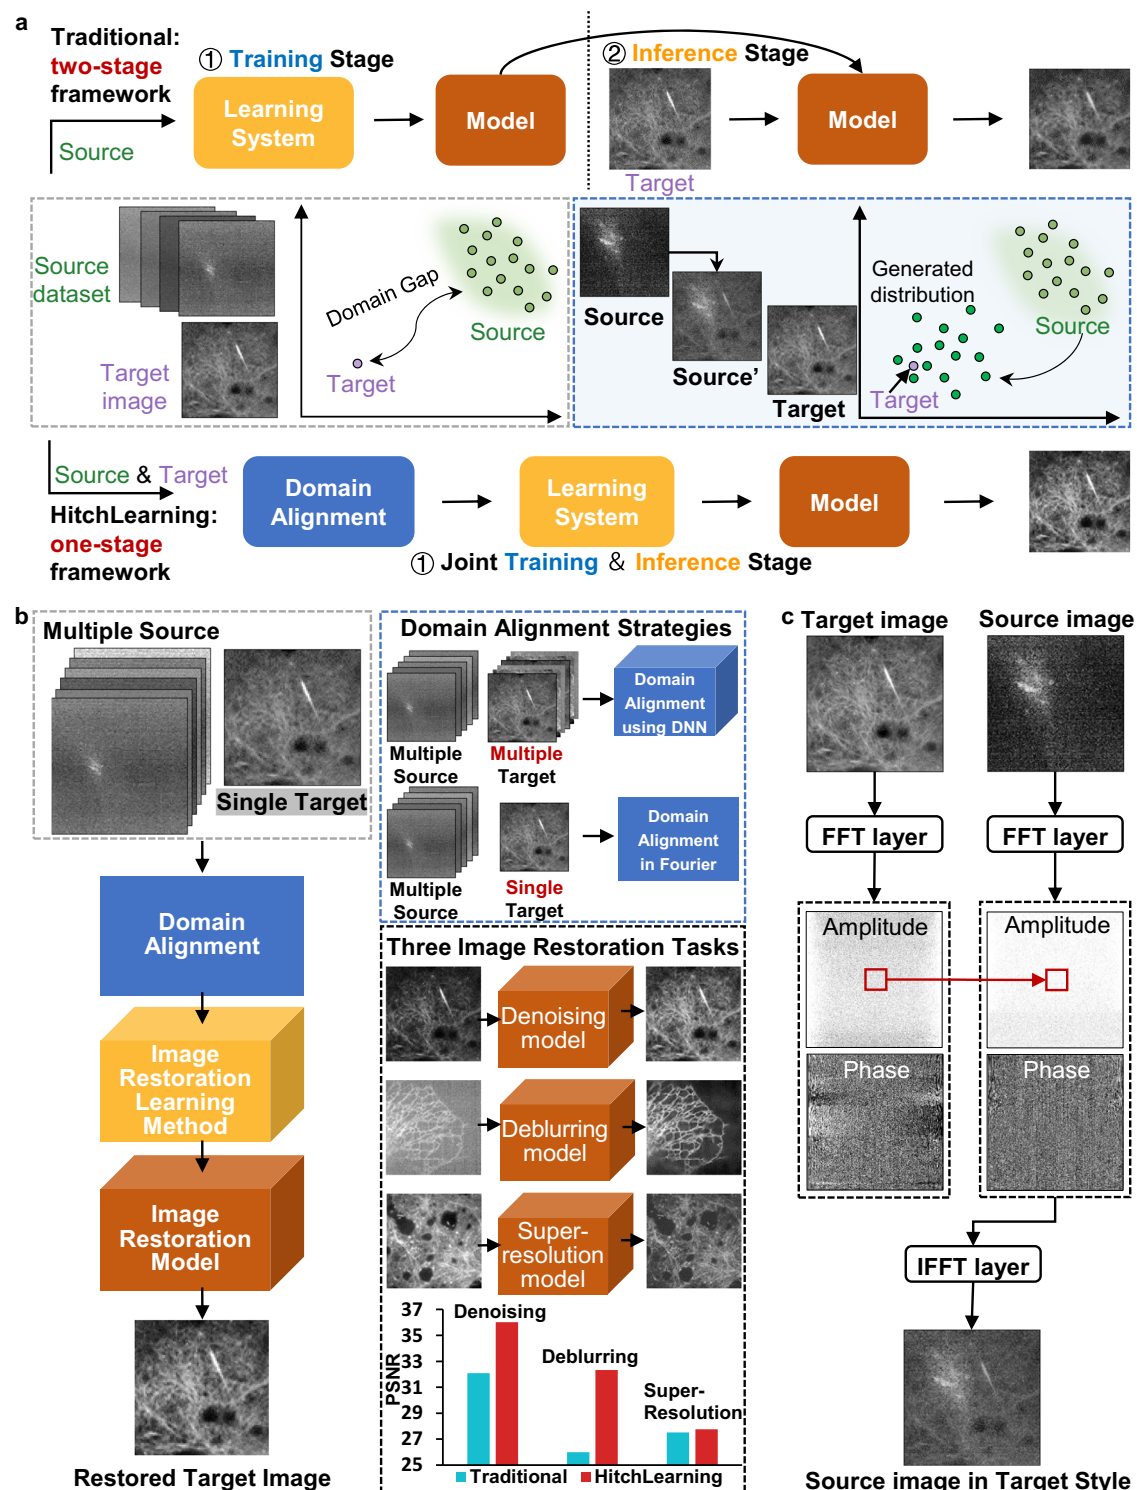 a
Traditional:
two-stage
framework
① Training Stage
② Inference Stage
Source
Learning
System
Model
Target
Model
Source
dataset
Target
image
Domain Gap
Source
Target
Source
Source’
Target
Generated
distribution
Source
Target
Source & Target
HitchLearning:
one-stage
framework
Domain
Alignment
Learning
System
Model
① Joint Training & Inference Stage
b
Multiple Source
Single Target
Domain
Alignment
Image
Restoration
Learning
Method
Image
Restoration
Model
Restored Target Image
Domain Alignment Strategies
Multiple
Source
Multiple
Target
Domain
Alignment
using DNN
Multiple
Source
Single
Target
Domain
Alignment
in Fourier
Three Image Restoration Tasks
Denoising
model
Deblurring
model
Super-
resolution
model
PSNR
37
35
33
31
29
27
25
Denoising
Deblurring
Super-
Resolution
Traditional
HitchLearning
c
Target image
Source image
FFT layer
FFT layer
Amplitude
Amplitude
Phase
Phase
IFFT layer
Source image in Target Style